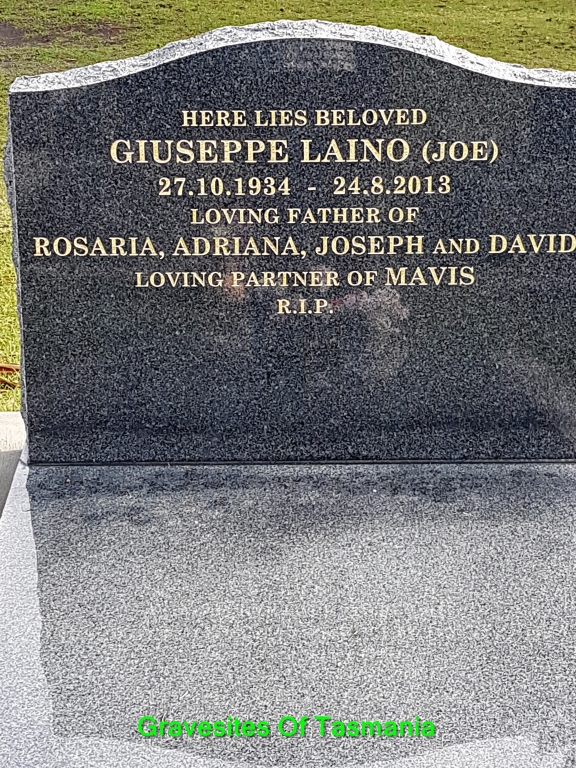 HERE LIES BELOVED
GIUSEPPE LAINO (JOE)
27.10.1934 - 24.8.2013
LOVING FATHER OF
ROSARIA, ADRIANA, JOSEPH AND DAVID
LOVING PARTNER OF MAVIS
R.I.P.
Gravesites Of Tasmania